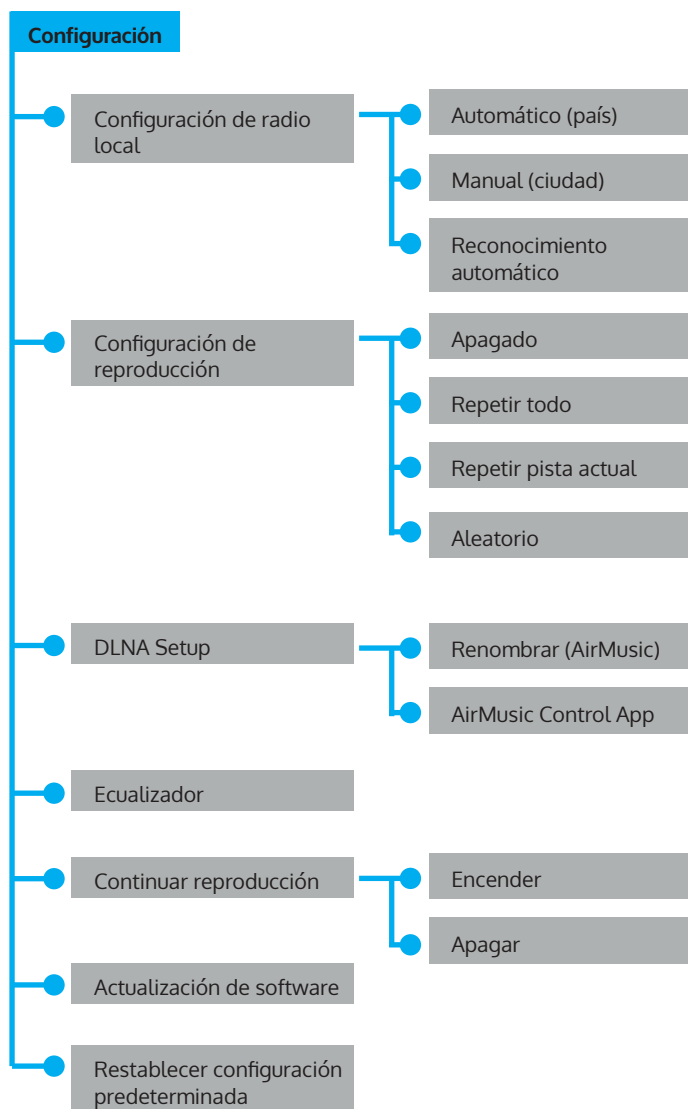 Configuración
Configuración de radio
local
Automático (país)
Manual (ciudad)
Reconocimiento
automático
Configuración de
reproducción
Apagado
Repetir todo
Repetir pista actual
Aleatorio
DLNA Setup
Renombrar (AirMusic)
AirMusic Control App
Ecualizador
Continuar reproducción
Encender
Apagar
Actualización de software
Restablecer configuración
predeterminada